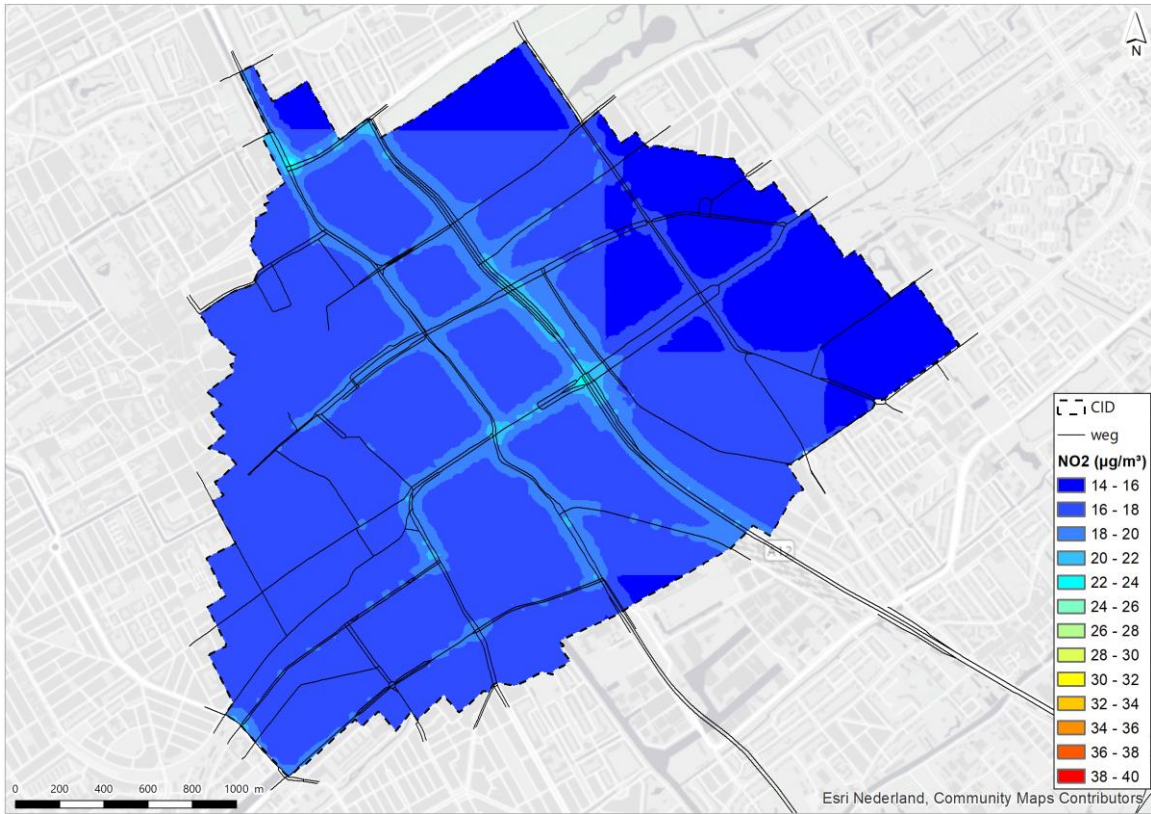 N
A12
CID
weg
NO2 (µg/m³)
14 - 16
16 - 18
18 - 20
20 - 22
22 - 24
24 - 26
26 - 28
28 - 30
30 - 32
32 - 34
34 - 36
36 - 38
38 - 40
0 200 400 600 800 1000 m
Esri Nederland, Community Maps Contributors